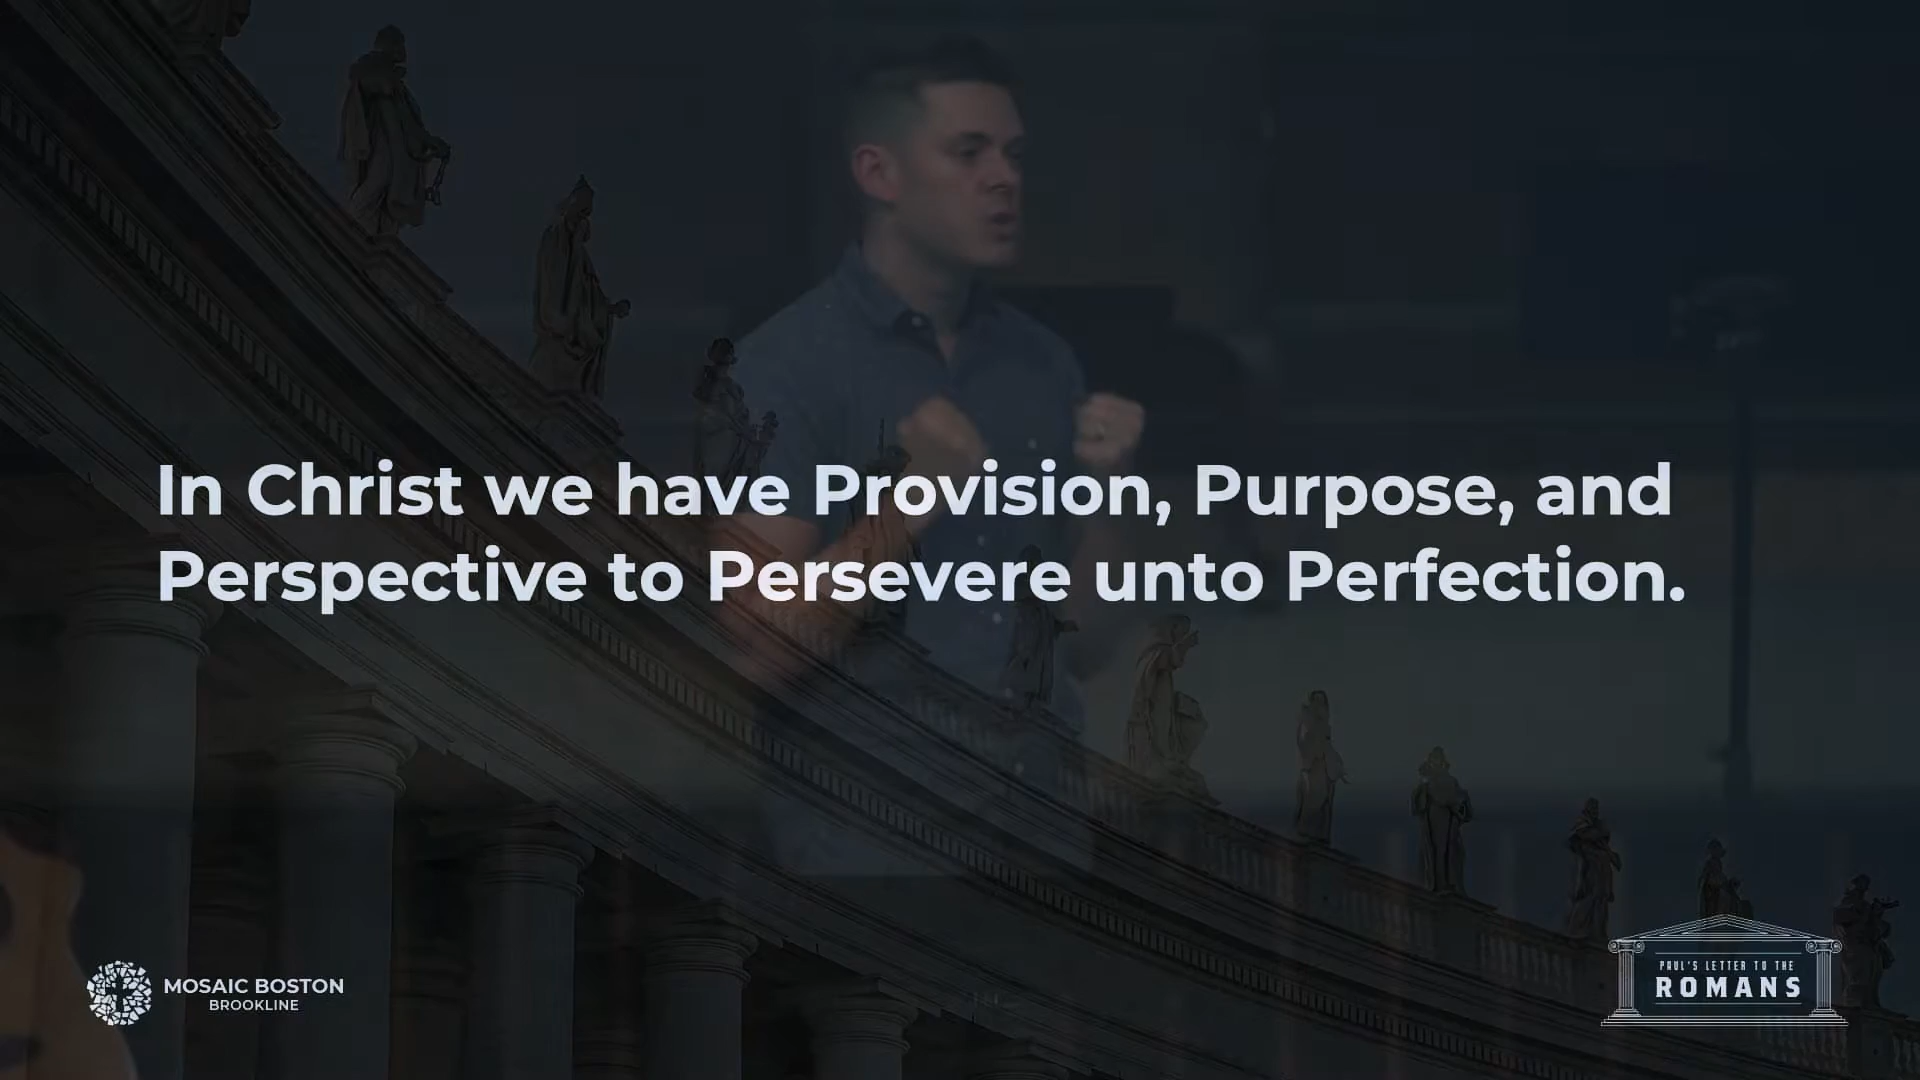 In Christ we have Provision, Purpose, and
Perspective to Persevere unto Perfection.
MOSAIC BOSTON
BROOKLINE
PAUL'S LETTER TO THE
ROMANS